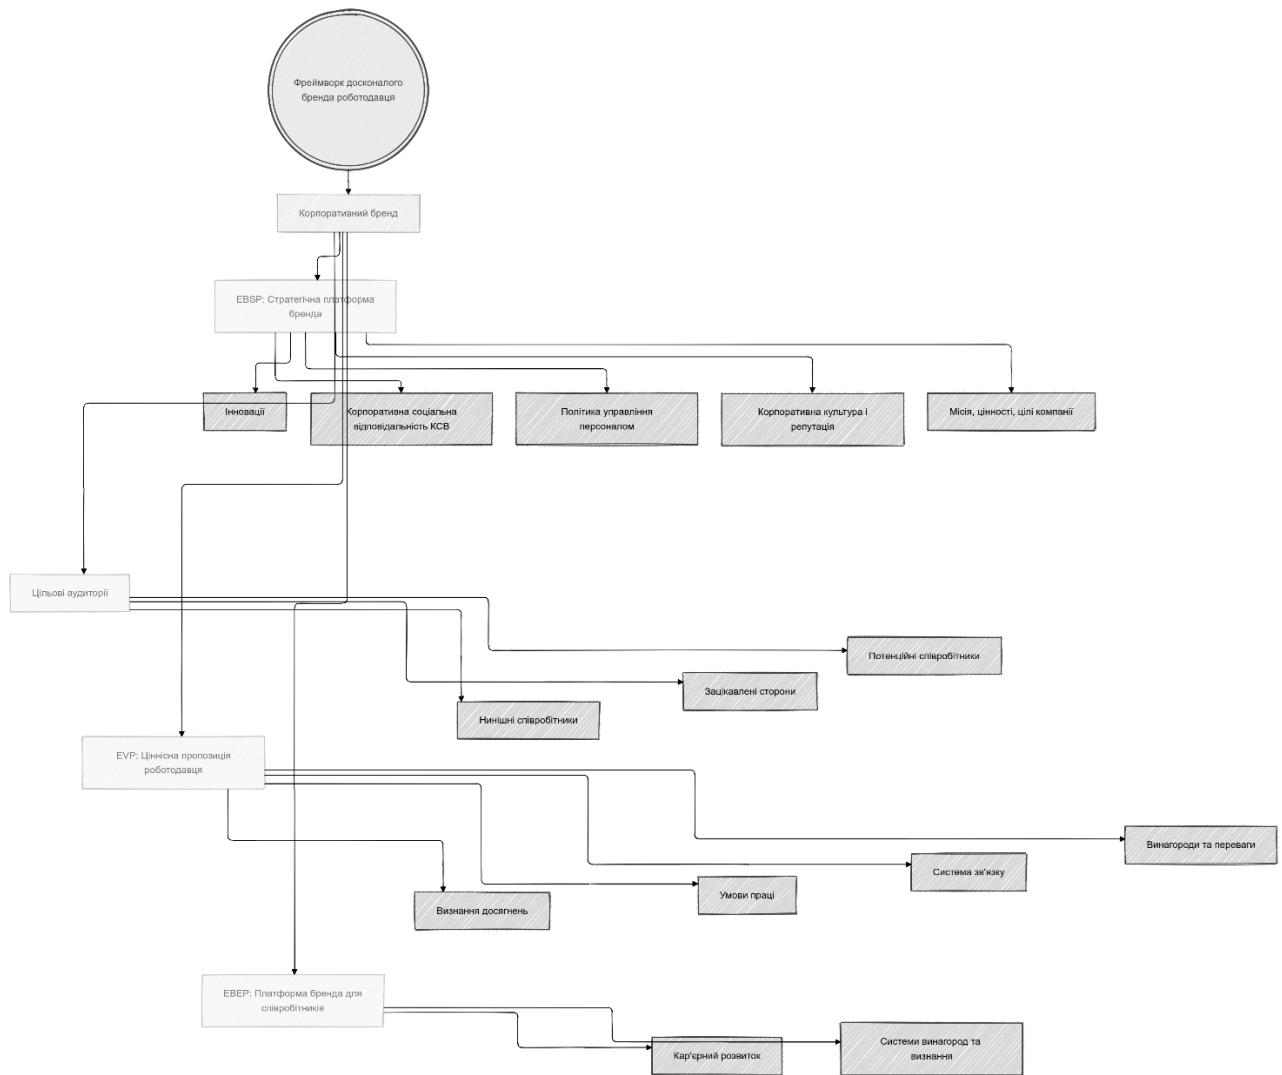 Фреймворк досконалого
бренда роботодавця
Корпоративний бренд
EBSP: Стратегічна платформа
бренда
Інновації
Корпоративна соціальна
відповідальність КСВ
Політика управління
персоналом
Корпоративна культура і
репутація
Місія, цінності, цілі компанії
Цільові аудиторії
Потенційні співробітники
Зацікавлені сторони
Нинішні співробітники
EVP: Ціннісна пропозиція
роботодавця
Винагороди та переваги
Система зв'язку
Умови праці
Визнання досягнень
EBEP: Платформа бренда для
співробітників
Системи винагород та
визнання
Кар'єрний розвиток